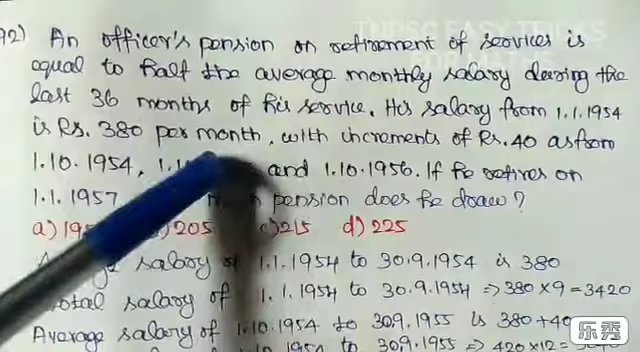 92) An officer's pension on retirement of services is
equal to half the average monthly salary during the
last 36 months of his service. His salary from 1.1.1954
is Rs. 380 per month, with increments of Rs. 40 as from
1.10.1954, and 1.10.1956. If he retires on
1.1.1957 pension does he draw?
a) 205 c) 215 d) 225
salary 1.1.1954 to 30.9.1954 is 380
total salary of 1.1.1954 to 30.9.1954 ⇒ 380 × 9 = 3420
Average salary of 1.10.1954 to 30.9.1955 is 380 + 40
1954 to 30.9.1955 ⇒ 420 × 12 =
乐秀